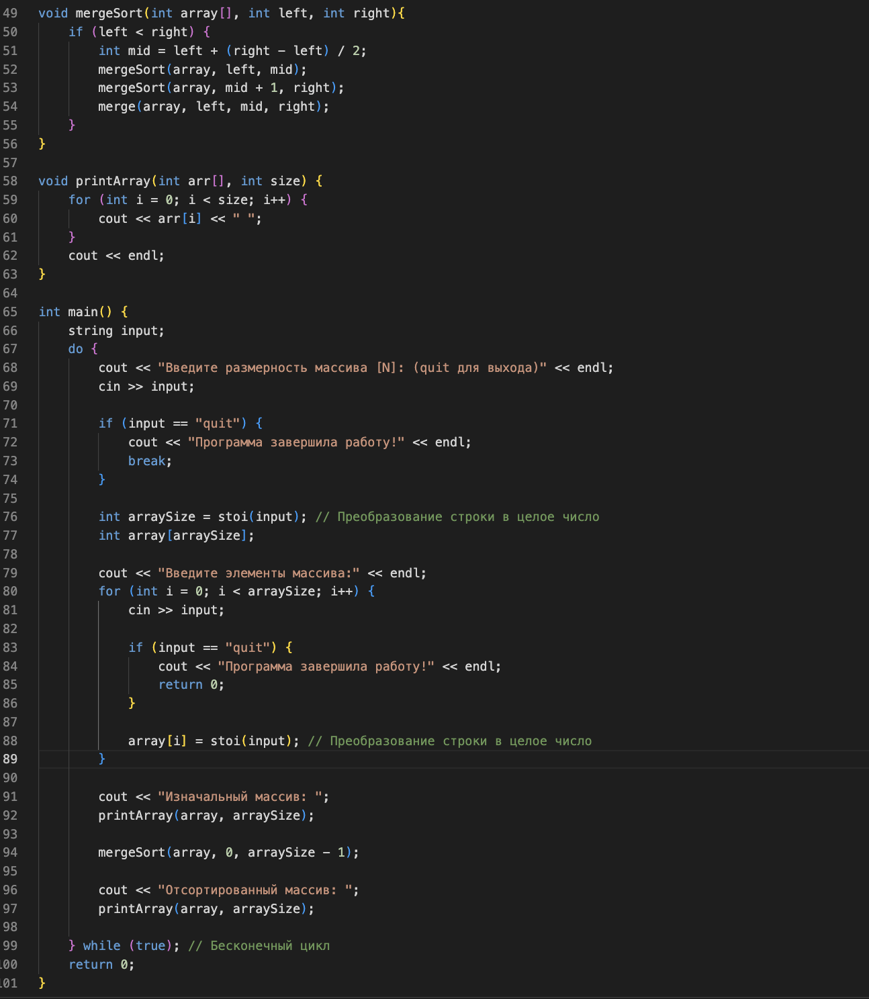 49 void mergeSort(int array[], int left, int right){
50 if (left < right) {
51 int mid = left + (right - left) / 2;
52 mergeSort(array, left, mid);
53 mergeSort(array, mid + 1, right);
54 merge(array, left, mid, right);
55 }
56 }
57
58 void printArray(int arr[], int size) {
59 for (int i = 0; i < size; i++) {
60 cout << arr[i] << " ";
61 }
62 cout << endl;
63 }
64
65 int main() {
66 string input;
67 do {
68 cout << "Введите размерность массива [N]: (quit для выхода)" << endl;
69 cin >> input;
70
71 if (input == "quit") {
72 cout << "Программа завершила работу!" << endl;
73 break;
74 }
75
76 int arraySize = stoi(input); // Преобразование строки в целое число
77 int array[arraySize];
78
79 cout << "Введите элементы массива:" << endl;
80 for (int i = 0; i < arraySize; i++) {
81 cin >> input;
82
83 if (input == "quit") {
84 cout << "Программа завершила работу!" << endl;
85 return 0;
86 }
87
88 array[i] = stoi(input); // Преобразование строки в целое число
89 }
90
91 cout << "Изначальный массив: ";
92 printArray(array, arraySize);
93
94 mergeSort(array, 0, arraySize - 1);
95
96 cout << "Отсортированный массив: ";
97 printArray(array, arraySize);
98
99 } while (true); // Бесконечный цикл
100 return 0;
101 }